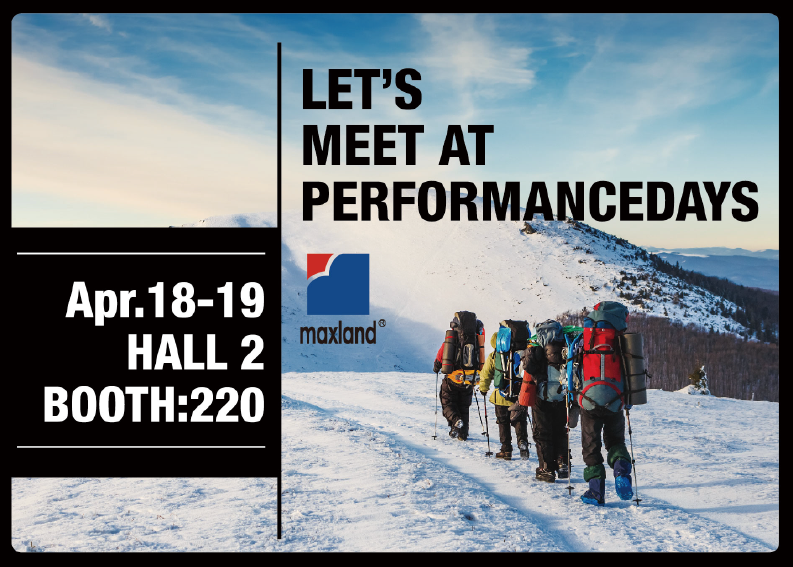 LET'S
MEET AT
PERFORMANCEDAYS
maxland®
Apr.18-19
HALL 2
BOOTH:220